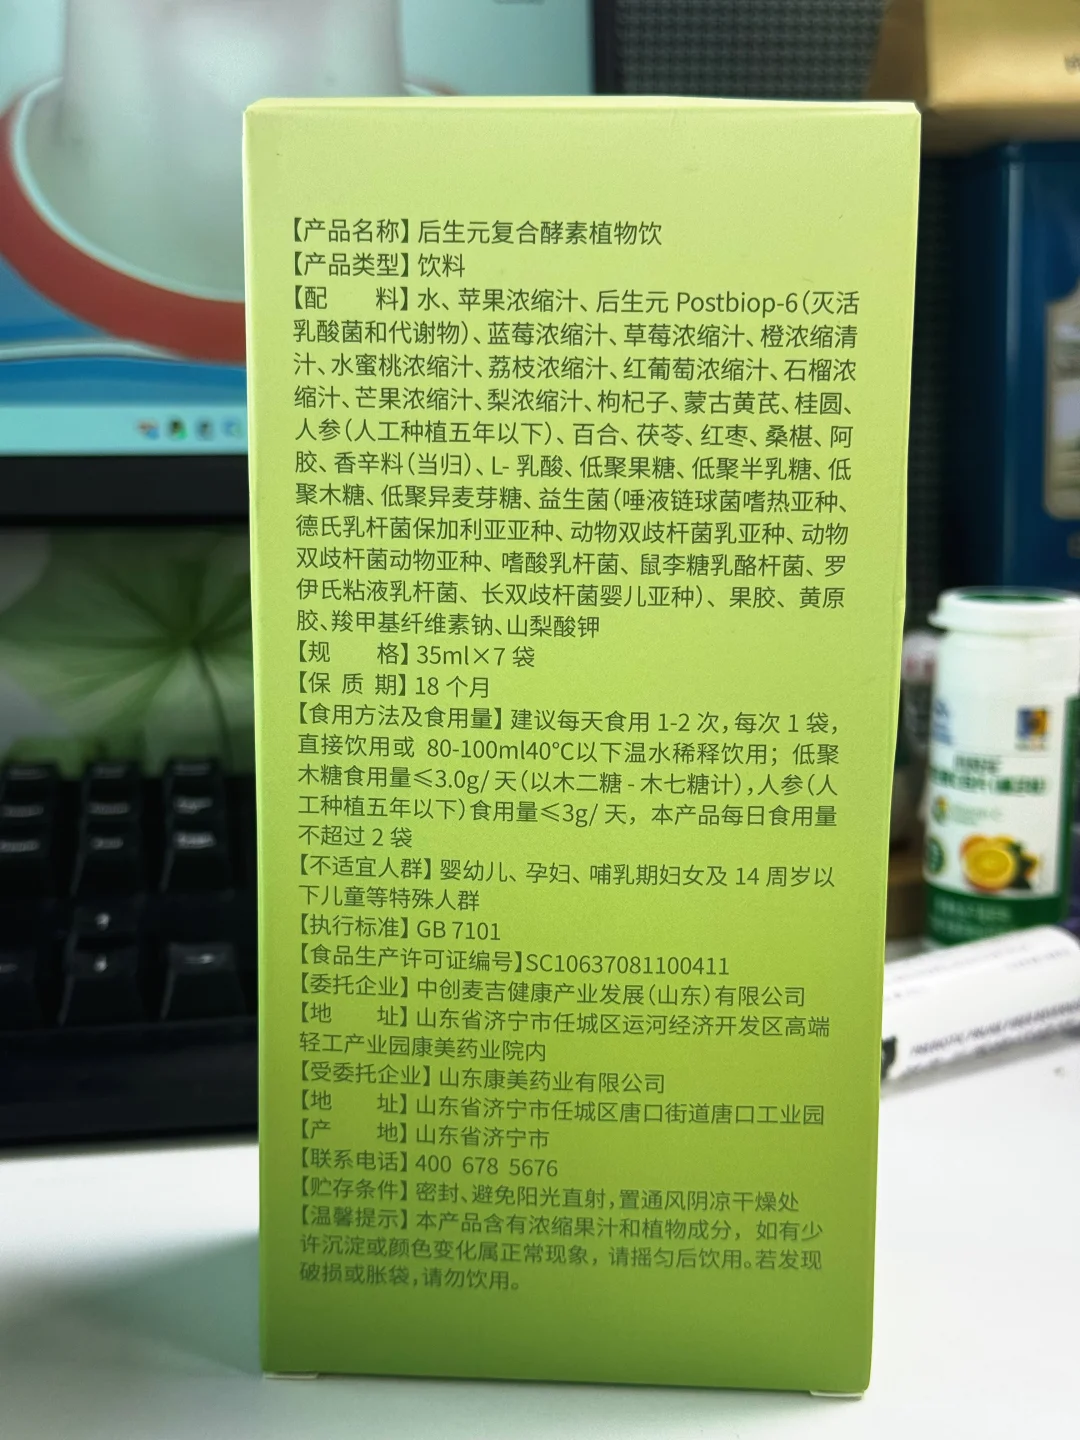 【产品名称】后生元复合酵素植物饮
【产品类型】饮料
【配　　料】水、苹果浓缩汁、后生元 Postbiop-6（灭活
乳酸菌和代谢物）、蓝莓浓缩汁、草莓浓缩汁、橙浓缩清
汁、水蜜桃浓缩汁、荔枝浓缩汁、红葡萄浓缩汁、石榴浓
缩汁、芒果浓缩汁、梨浓缩汁、枸杞子、蒙古黄芪、桂圆、
人参（人工种植五年以下）、百合、茯苓、红枣、桑椹、阿
胶、香辛料（当归）、L- 乳酸、低聚果糖、低聚半乳糖、低
聚木糖、低聚异麦芽糖、益生菌（唾液链球菌嗜热亚种、
德氏乳杆菌保加利亚亚种、动物双歧杆菌乳亚种、动物
双歧杆菌动物亚种、嗜酸乳杆菌、鼠李糖乳酪杆菌、罗
伊氏粘液乳杆菌、长双歧杆菌婴儿亚种）、果胶、黄原
胶、羧甲基纤维素钠、山梨酸钾
【规　　格】35ml×7 袋
【保 质 期】18 个月
【食用方法及食用量】建议每天食用 1-2 次，每次 1 袋，
直接饮用或 80-100ml40℃以下温水稀释饮用；低聚
木糖食用量≤3.0g/ 天（以木二糖 - 木七糖计），人参（人
工种植五年以下）食用量≤3g/ 天，本产品每日食用量
不超过 2 袋
【不适宜人群】婴幼儿、孕妇、哺乳期妇女及 14 周岁以
下儿童等特殊人群
【执行标准】GB 7101
【食品生产许可证编号】SC10637081100411
【委托企业】中创麦吉健康产业发展（山东）有限公司
【地　　址】山东省济宁市任城区运河经济开发区高端
轻工产业园康美药业院内
【受委托企业】山东康美药业有限公司
【地　　址】山东省济宁市任城区唐口街道唐口工业园
【产　　地】山东省济宁市
【联系电话】400 678 5676
【贮存条件】密封、避免阳光直射，置通风阴凉干燥处
【温馨提示】本产品含有浓缩果汁和植物成分，如有少
许沉淀或颜色变化属正常现象，请摇匀后饮用。若发现
破损或胀袋，请勿饮用。